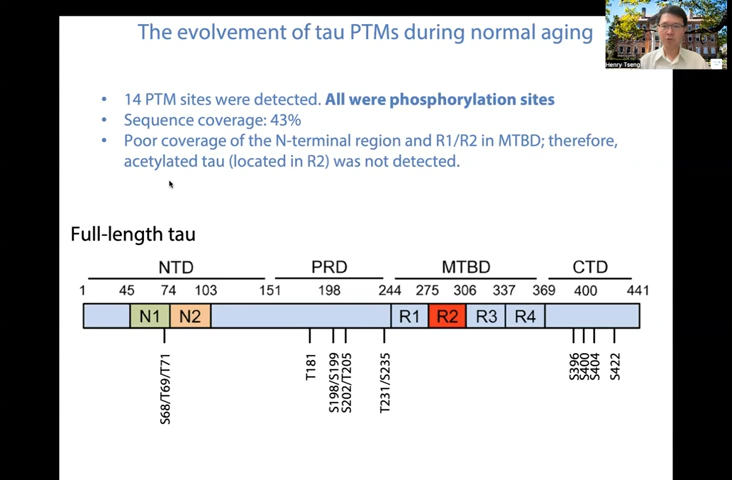 The evolvement of tau PTMs during normal aging
Henry Tseng
• 14 PTM sites were detected. All were phosphorylation sites
• Sequence coverage: 43%
• Poor coverage of the N-terminal region and R1/R2 in MTBD; therefore,
acetylated tau (located in R2) was not detected.
Full-length tau
NTD PRD MTBD CTD
1 45 74 103 151 198 244 275 306 337 369 400 441
N1 N2 R1 R2 R3 R4
S68/T69/T71
T181
S198/S199
S202/T205
T231/S235
S396
S400
S404
S422